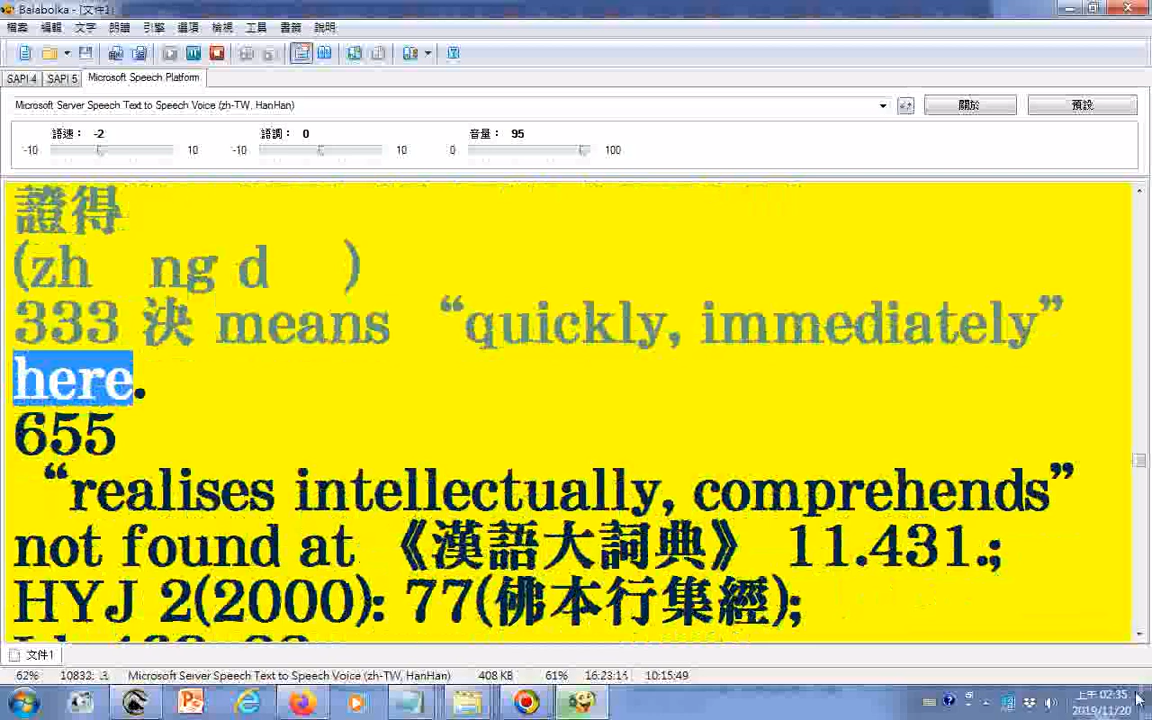 Balabolka - [文件1]
檔案 編輯 文字 朗讀 引擎 選項 檢視 工具 書籤 說明
SAPI 4 SAPI 5 Microsoft Speech Platform
Microsoft Server Speech Text to Speech Voice (zh-TW, HanHan) 關於 預設
語速： -2 語調： 0 音量： 95
-10 10 -10 10 0 100
證得
(zh ng d )
333 決 means “quickly, immediately”
here.
655
“realises intellectually, comprehends”
not found at 《漢語大詞典》 11.431.;
HYJ 2(2000): 77(佛本行集經);
文件1
62% Microsoft Server Speech Text to Speech Voice (zh-TW, HanHan) 408 KB 61% 16:23:15 10:15:49
上午 02:35
2019/11/20